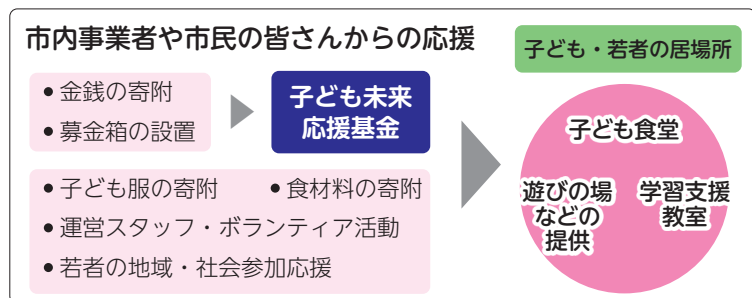 市内事業者や市民の皆さんからの応援
● 金銭の寄附
● 募金箱の設置
子ども未来
応援基金
● 子ども服の寄附 ● 食材料の寄附
● 運営スタッフ・ボランティア活動
● 若者の地域・社会参加応援
子ども・若者の居場所
子ども食堂
遊びの場
などの
提供
学習支援
教室